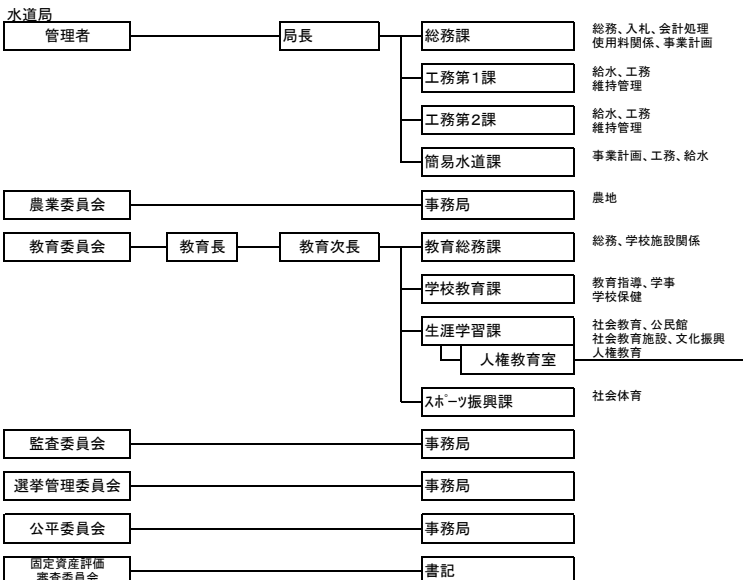 水道局
管理者 局長 総務課 総務、入札、会計処理
使用料関係、事業計画
工務第1課 給水、工務
維持管理
工務第2課 給水、工務
維持管理
簡易水道課 事業計画、工務、給水
農業委員会 事務局 農地
教育委員会 教育長 教育次長 教育総務課 総務、学校施設関係
学校教育課 教育指導、学事
学校保健
生涯学習課 社会教育、公民館
社会教育施設、文化振興
人権教育室 人権教育
スポーツ振興課 社会体育
監査委員会 事務局
選挙管理委員会 事務局
公平委員会 事務局
固定資産評価
審査委員会 書記